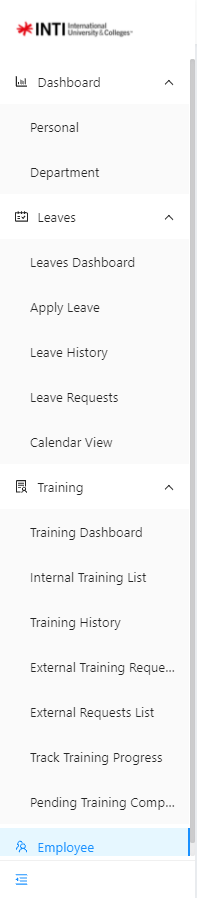 INTI International
University & Colleges
Dashboard
Personal
Department
Leaves
Leaves Dashboard
Apply Leave
Leave History
Leave Requests
Calendar View
Training
Training Dashboard
Internal Training List
Training History
External Training Reque...
External Requests List
Track Training Progress
Pending Training Comp...
Employee